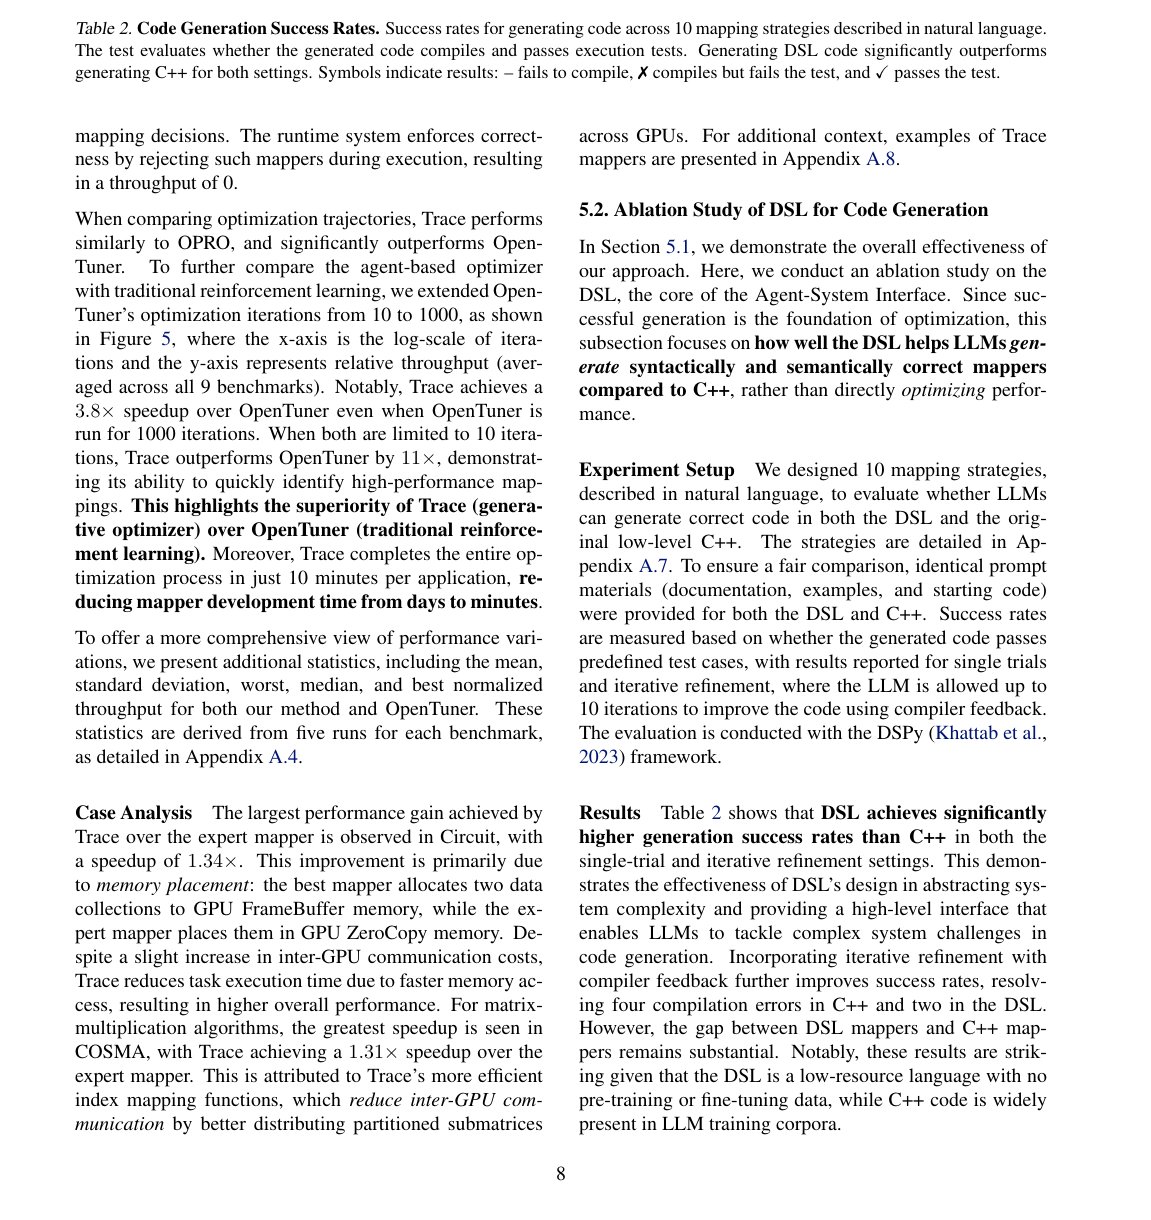 Table 2. Code Generation Success Rates. Success rates for generating code across 10 mapping strategies described in natural language.
The test evaluates whether the generated code compiles and passes execution tests. Generating DSL code significantly outperforms
generating C++ for both settings. Symbols indicate results: – fails to compile, ✗ compiles but fails the test, and ✓ passes the test.
mapping decisions. The runtime system enforces correct-
ness by rejecting such mappers during execution, resulting
in a throughput of 0.
When comparing optimization trajectories, Trace performs
similarly to OPRO, and significantly outperforms Open-
Tuner. To further compare the agent-based optimizer
with traditional reinforcement learning, we extended Open-
Tuner's optimization iterations from 10 to 1000, as shown
in Figure 5, where the x-axis is the log-scale of itera-
tions and the y-axis represents relative throughput (aver-
aged across all 9 benchmarks). Notably, Trace achieves a
3.8× speedup over OpenTuner even when OpenTuner is
run for 1000 iterations. When both are limited to 10 itera-
tions, Trace outperforms OpenTuner by 11×, demonstrat-
ing its ability to quickly identify high-performance map-
pings. This highlights the superiority of Trace (genera-
tive optimizer) over OpenTuner (traditional reinforce-
ment learning). Moreover, Trace completes the entire op-
timization process in just 10 minutes per application, re-
ducing mapper development time from days to minutes.
To offer a more comprehensive view of performance vari-
ations, we present additional statistics, including the mean,
standard deviation, worst, median, and best normalized
throughput for both our method and OpenTuner. These
statistics are derived from five runs for each benchmark,
as detailed in Appendix A.4.
Case Analysis The largest performance gain achieved by
Trace over the expert mapper is observed in Circuit, with
a speedup of 1.34×. This improvement is primarily due
to memory placement: the best mapper allocates two data
collections to GPU FrameBuffer memory, while the ex-
pert mapper places them in GPU ZeroCopy memory. De-
spite a slight increase in inter-GPU communication costs,
Trace reduces task execution time due to faster memory ac-
cess, resulting in higher overall performance. For matrix-
multiplication algorithms, the greatest speedup is seen in
COSMA, with Trace achieving a 1.31× speedup over the
expert mapper. This is attributed to Trace's more efficient
index mapping functions, which reduce inter-GPU com-
munication by better distributing partitioned submatrices
across GPUs. For additional context, examples of Trace
mappers are presented in Appendix A.8.
5.2. Ablation Study of DSL for Code Generation
In Section 5.1, we demonstrate the overall effectiveness of
our approach. Here, we conduct an ablation study on the
DSL, the core of the Agent-System Interface. Since suc-
cessful generation is the foundation of optimization, this
subsection focuses on how well the DSL helps LLMs gen-
erate syntactically and semantically correct mappers
compared to C++, rather than directly optimizing perfor-
mance.
Experiment Setup We designed 10 mapping strategies,
described in natural language, to evaluate whether LLMs
can generate correct code in both the DSL and the orig-
inal low-level C++. The strategies are detailed in Ap-
pendix A.7. To ensure a fair comparison, identical prompt
materials (documentation, examples, and starting code)
were provided for both the DSL and C++. Success rates
are measured based on whether the generated code passes
predefined test cases, with results reported for single trials
and iterative refinement, where the LLM is allowed up to
10 iterations to improve the code using compiler feedback.
The evaluation is conducted with the DSPy (Khattab et al.,
2023) framework.
Results Table 2 shows that DSL achieves significantly
higher generation success rates than C++ in both the
single-trial and iterative refinement settings. This demon-
strates the effectiveness of DSL's design in abstracting sys-
tem complexity and providing a high-level interface that
enables LLMs to tackle complex system challenges in
code generation. Incorporating iterative refinement with
compiler feedback further improves success rates, resolv-
ing four compilation errors in C++ and two in the DSL.
However, the gap between DSL mappers and C++ map-
pers remains substantial. Notably, these results are strik-
ing given that the DSL is a low-resource language with no
pre-training or fine-tuning data, while C++ code is widely
present in LLM training corpora.
8